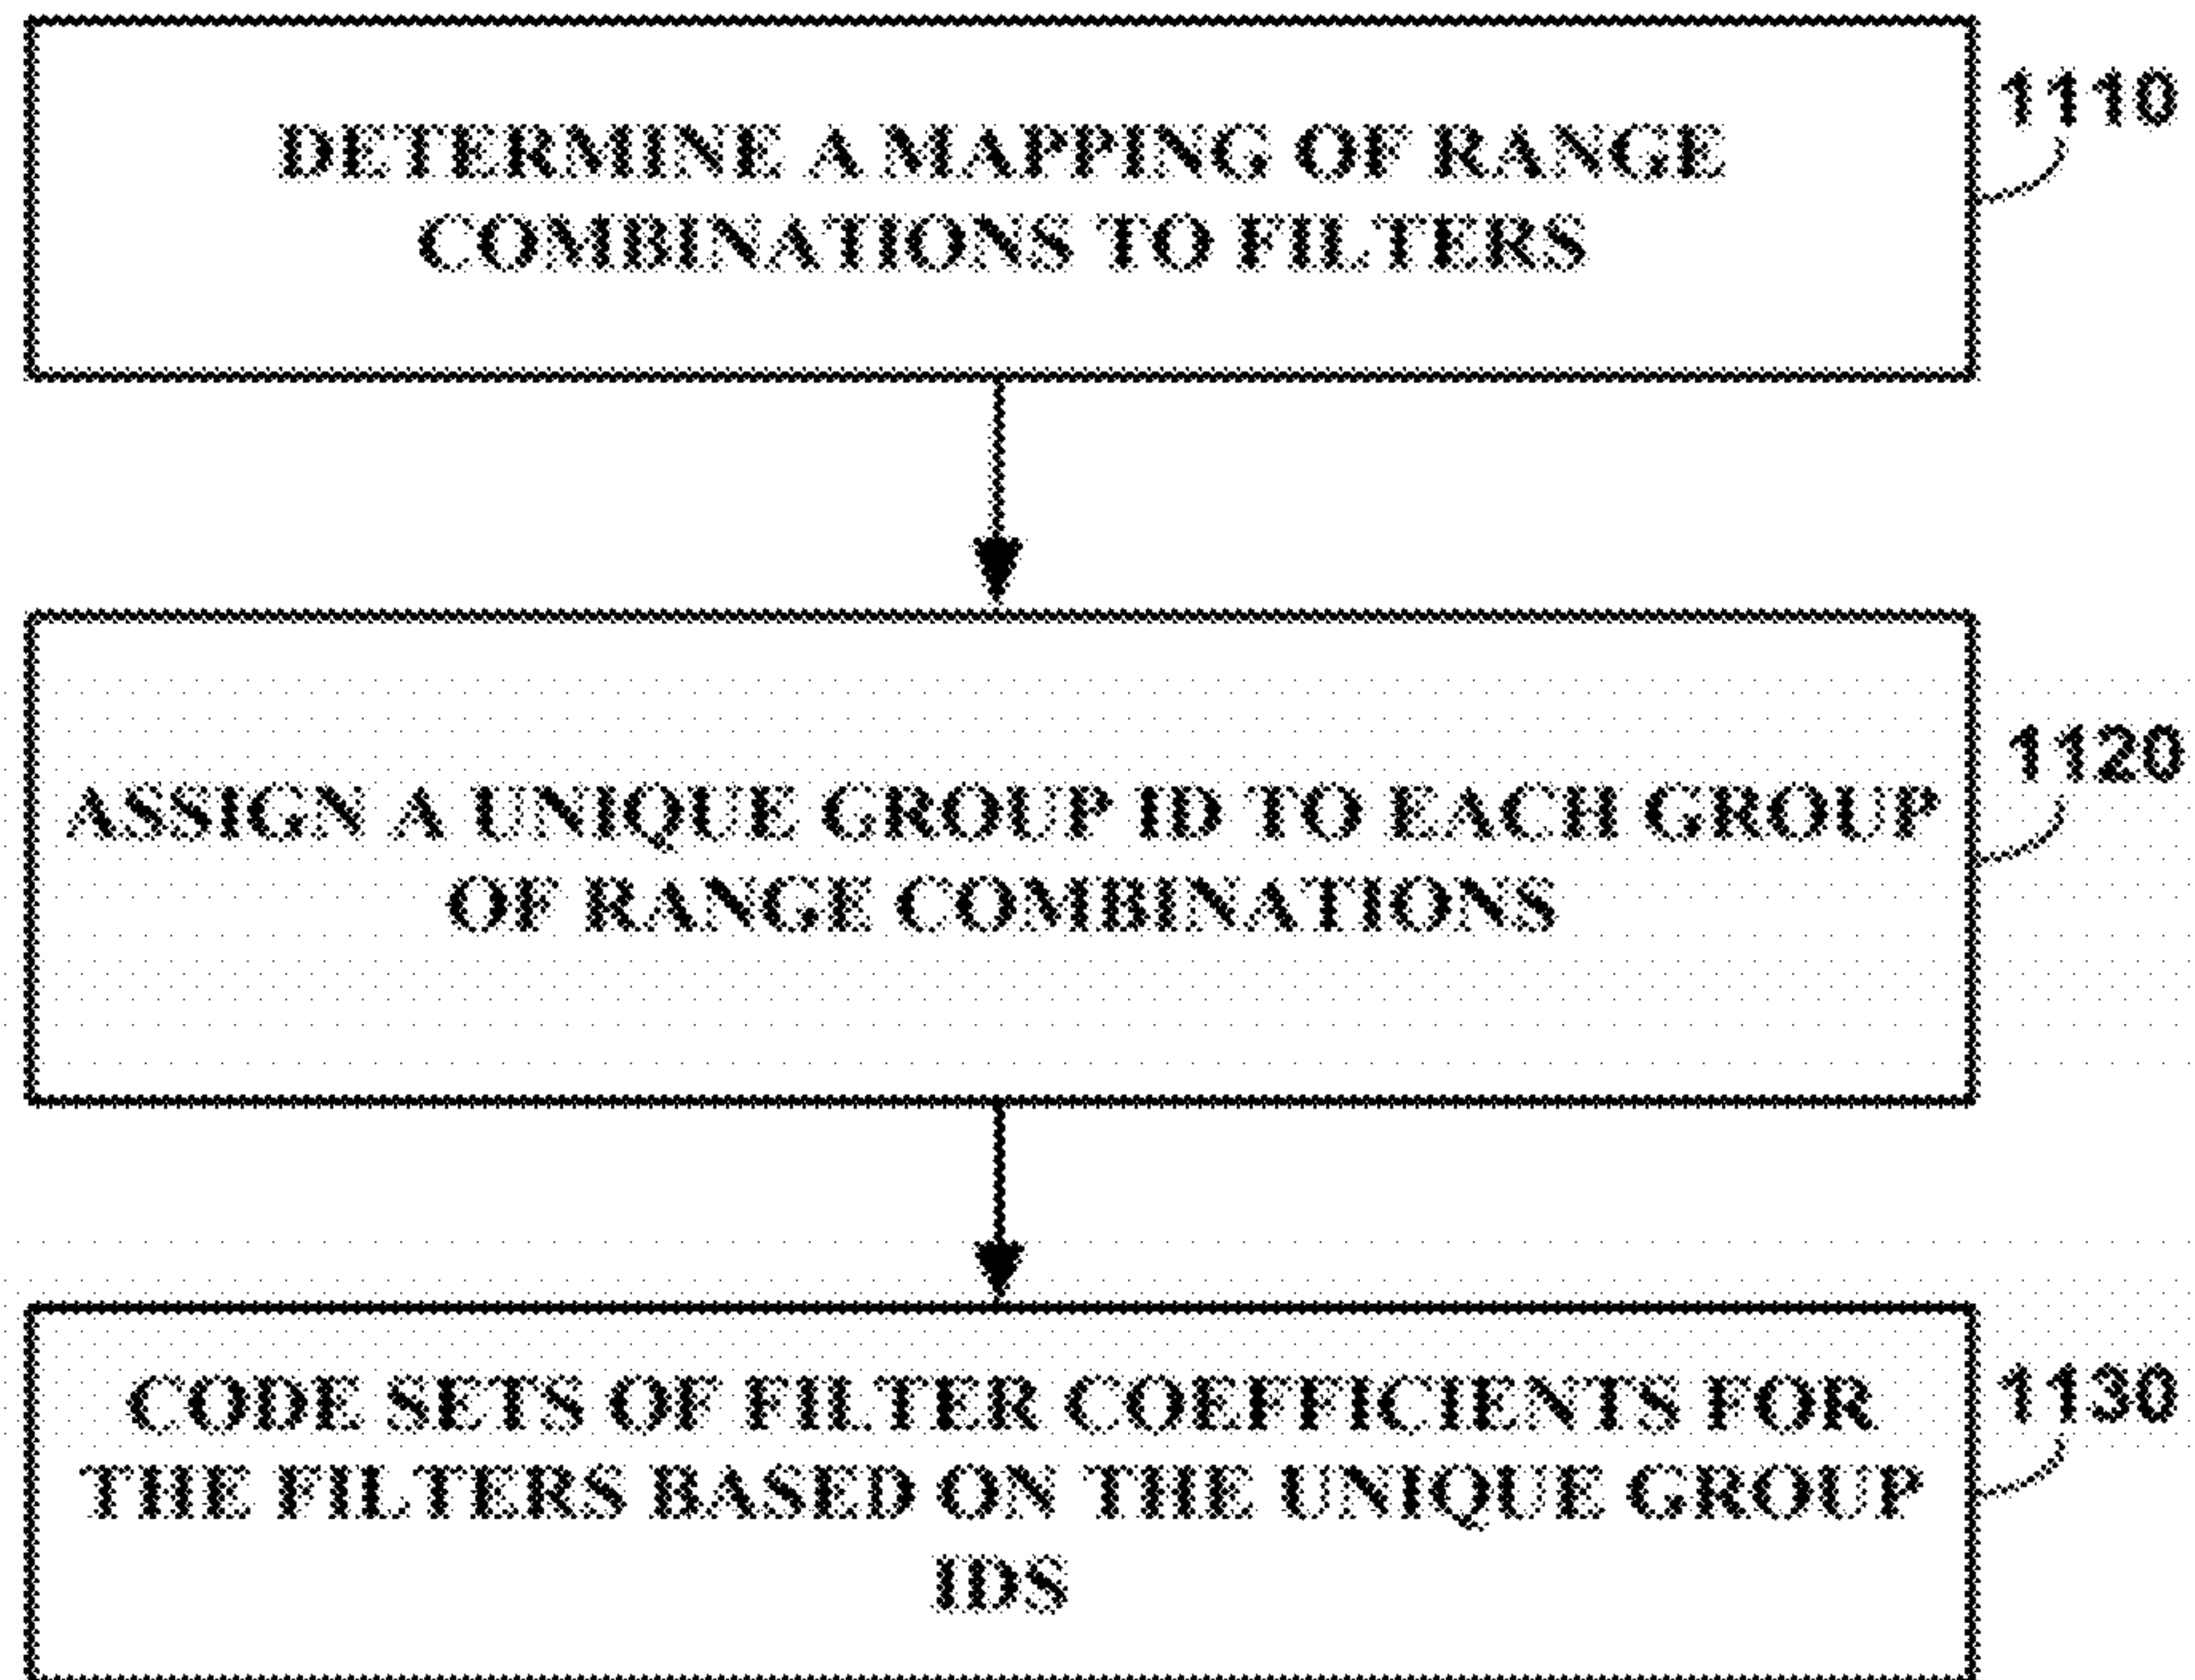 DETERMINE A MAPPING OF RANGE
COMBINATIONS TO FILTERS
1110
ASSIGN A UNIQUE GROUP ID TO EACH GROUP
OF RANGE COMBINATIONS
1120
CODE SETS OF FILTER COEFFICIENTS FOR
THE FILTERS BASED ON THE UNIQUE GROUP
IDS
1130